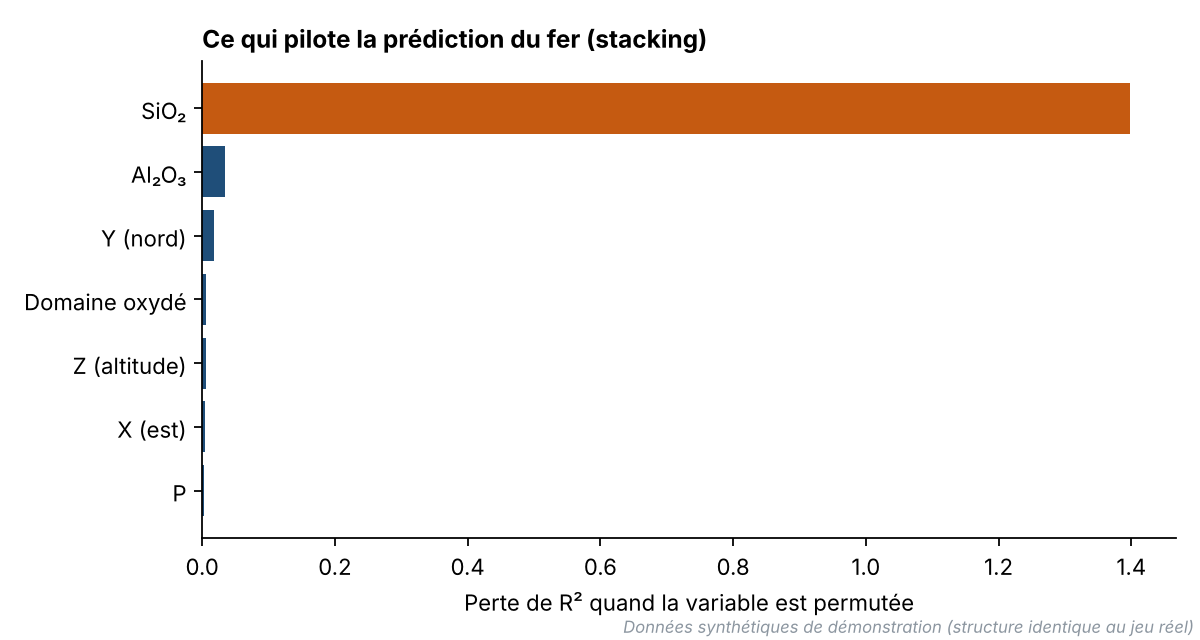 Ce qui pilote la prédiction du fer (stacking)
SiO₂
Al₂O₃
Y (nord)
Domaine oxydé
Z (altitude)
X (est)
P
0.0 0.2 0.4 0.6 0.8 1.0 1.2 1.4
Perte de R² quand la variable est permutée
Données synthétiques de démonstration (structure identique au jeu réel)